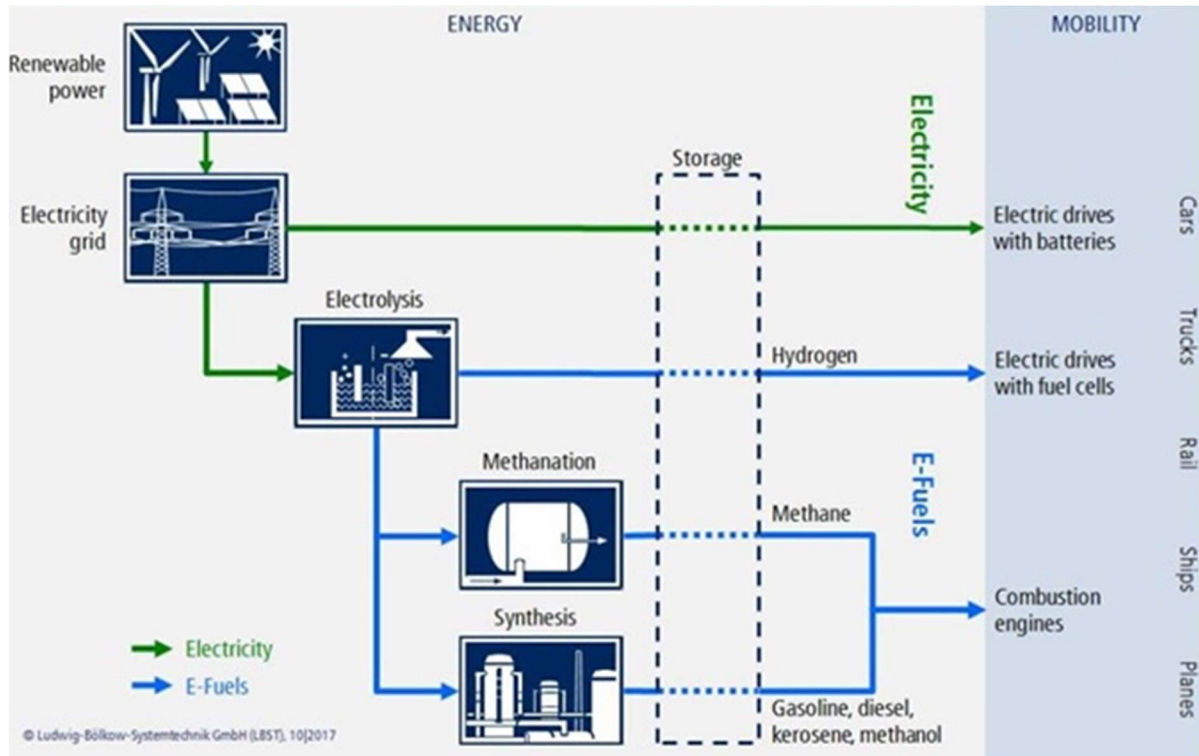 ENERGY
MOBILITY
Renewable
power
Electricity
grid
Storage
Electricity
Electric drives
with batteries
Cars
Electrolysis
Hydrogen
Electric drives
with fuel cells
Trucks
Methanation
Methane
E-Fuels
Rail
Synthesis
Combustion
engines
Ships
Gasoline, diesel,
kerosene, methanol
Planes
Electricity
E-Fuels
© Ludwig-Bölkow-Systemtechnik GmbH (LBST), 10|2017